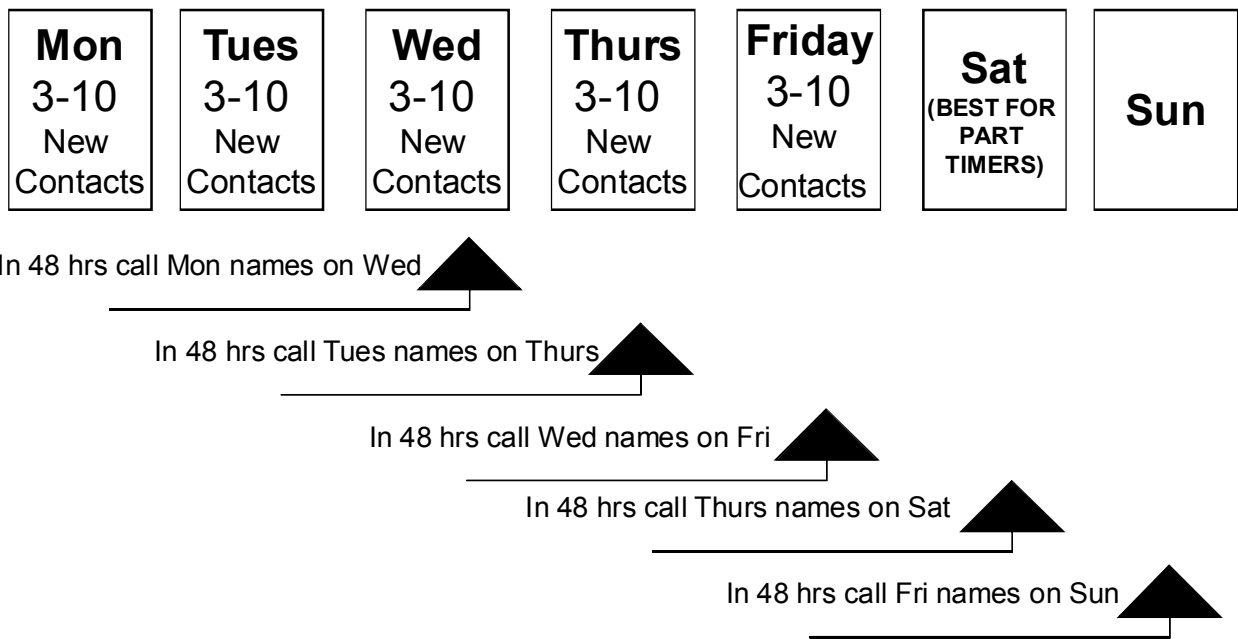 Mon
3-10
New
Contacts
Tues
3-10
New
Contacts
Wed
3-10
New
Contacts
Thurs
3-10
New
Contacts
Friday
3-10
New
Contacts
Sat
(BEST FOR
PART
TIMERS)
Sun
In 48 hrs call Mon names on Wed
In 48 hrs call Tues names on Thurs
In 48 hrs call Wed names on Fri
In 48 hrs call Thurs names on Sat
In 48 hrs call Fri names on Sun